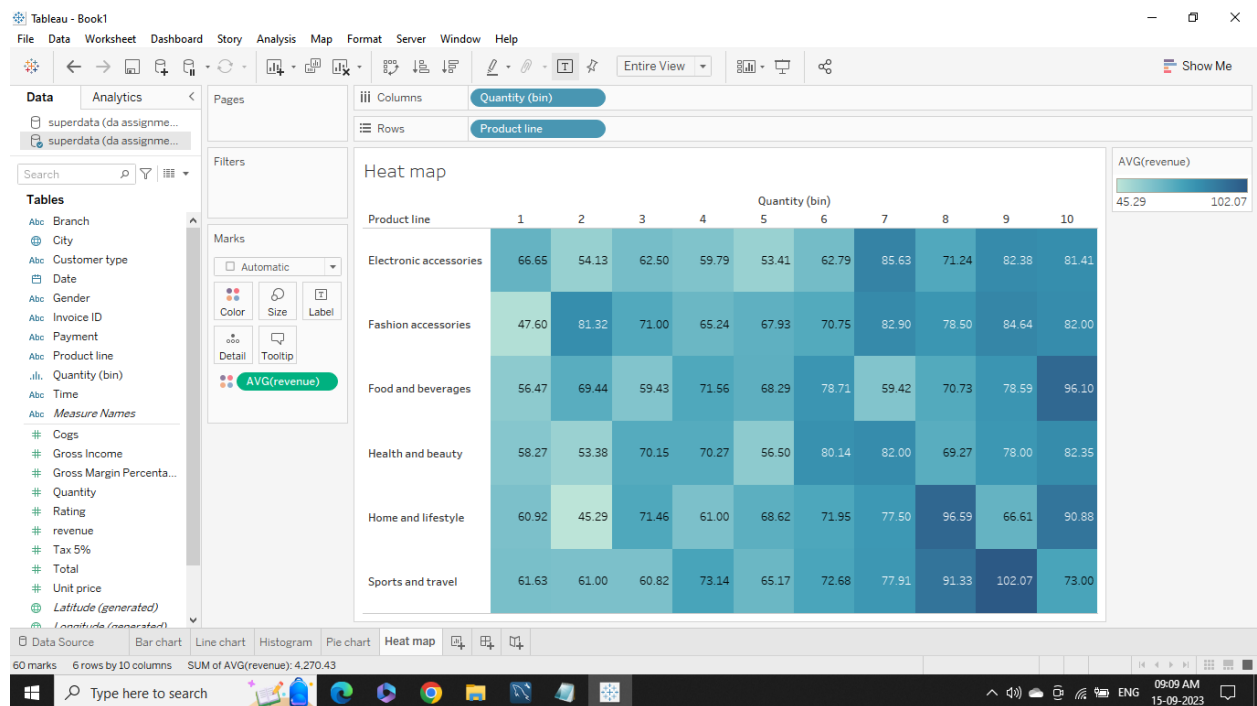 Tableau - Book1
File Data Worksheet Dashboard Story Analysis Map Format Server Window Help
Entire View
Show Me
Data Analytics
superdata (da assignme...
superdata (da assignme...
Search
Tables
Abc Branch
City
Abc Customer type
Date
Abc Gender
Abc Invoice ID
Abc Payment
Abc Product line
Quantity (bin)
Abc Time
Abc Measure Names
# Cogs
# Gross Income
# Gross Margin Percenta...
# Quantity
# Rating
# revenue
# Tax 5%
# Total
# Unit price
Latitude (generated)
Longitude (generated)
Pages
Filters
Marks
Automatic
Color Size Label
Detail Tooltip
AVG(revenue)
Columns Quantity (bin)
Rows Product line
Heat map
Quantity (bin)
Product line 1 2 3 4 5 6 7 8 9 10
Electronic accessories 66.65 54.13 62.50 59.79 53.41 62.79 85.63 71.24 82.38 81.41
Fashion accessories 47.60 81.32 71.00 65.24 67.93 70.75 82.90 78.50 84.64 82.00
Food and beverages 56.47 69.44 59.43 71.56 68.29 78.71 59.42 70.73 78.59 96.10
Health and beauty 58.27 53.38 70.15 70.27 56.50 80.14 82.00 69.27 78.00 82.35
Home and lifestyle 60.92 45.29 71.46 61.00 68.62 71.95 77.50 96.59 66.61 90.88
Sports and travel 61.63 61.00 60.82 73.14 65.17 72.68 77.91 91.33 102.07 73.00
AVG(revenue)
45.29 102.07
Data Source Bar chart Line chart Histogram Pie chart Heat map
60 marks 6 rows by 10 columns SUM of AVG(revenue): 4,270.43
Type here to search
ENG
09:09 AM
15-09-2023